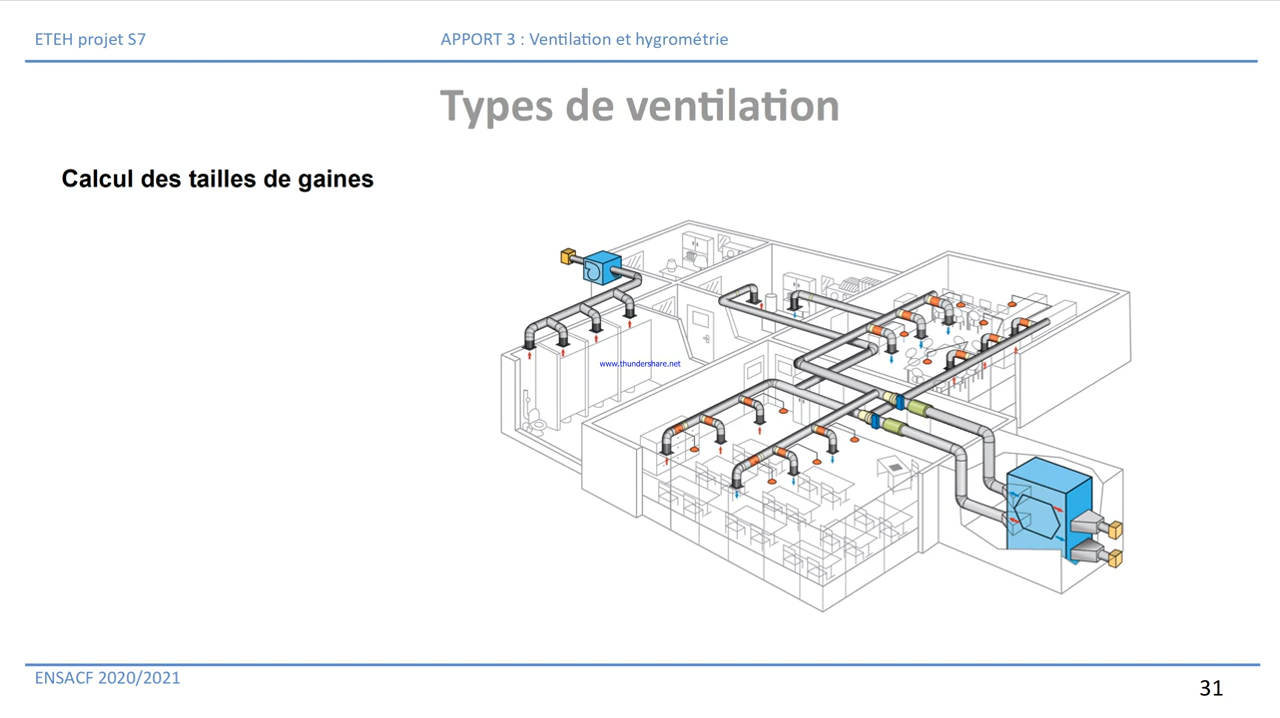 ETEH projet S7
APPORT 3 : Ventilation et hygrométrie
Types de ventilation
Calcul des tailles de gaines
www.thundershare.net
ENSACF 2020/2021
31